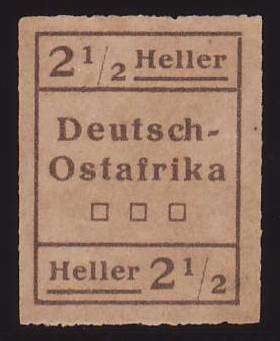 2 1/2 Heller
Deutsch-
Ostafrika
Heller 2 1/2